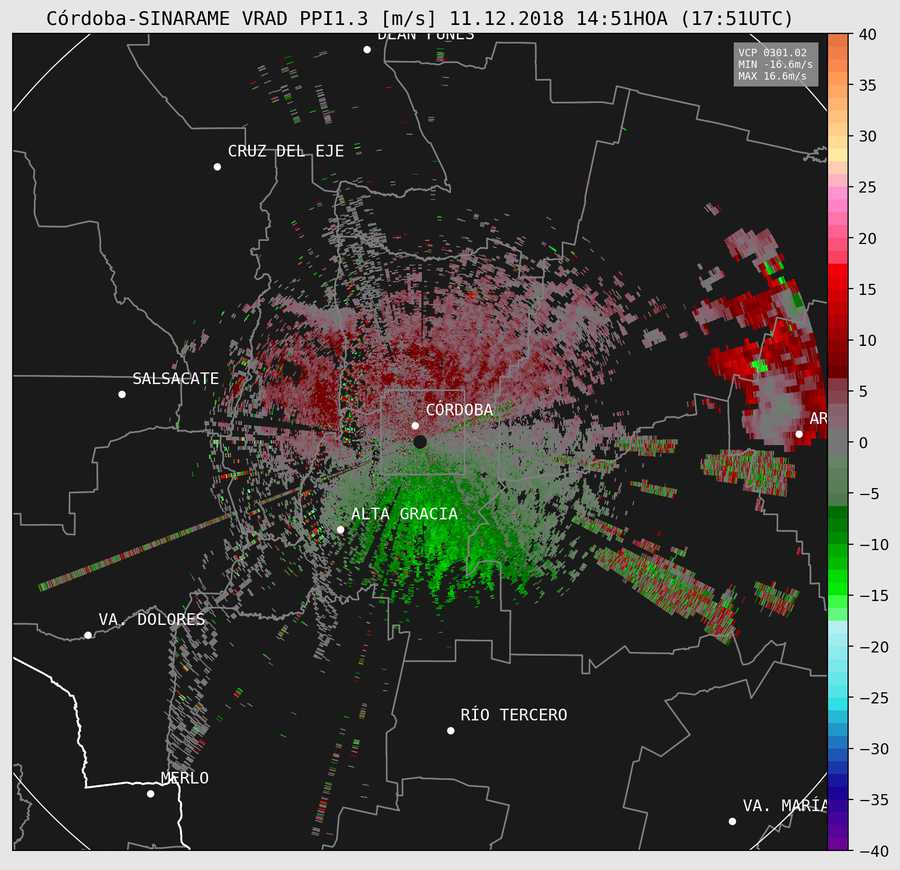 Córdoba-SINARAME VRAD PPI1.3 [m/s] 11.12.2018 14:51HOA (17:51UTC)
DEÁN FUNES
VCP 0301.02
MIN -16.6m/s
MAX 16.6m/s
CRUZ DEL EJE
SALSACATE
CÓRDOBA
AR
ALTA GRACIA
VA. DOLORES
RÍO TERCERO
MERLO
VA. MARÍA
40
35
30
25
20
15
10
5
0
−5
−10
−15
−20
−25
−30
−35
−40